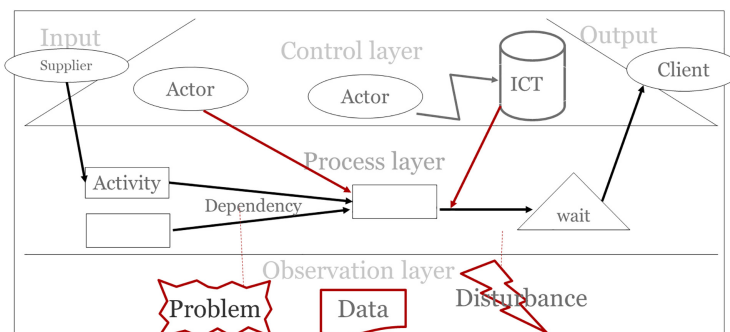 Input
Output
Control layer
Supplier
Client
Actor
Actor
ICT
Process layer
Activity
Dependency
wait
Observation layer
Problem
Data
Disturbance